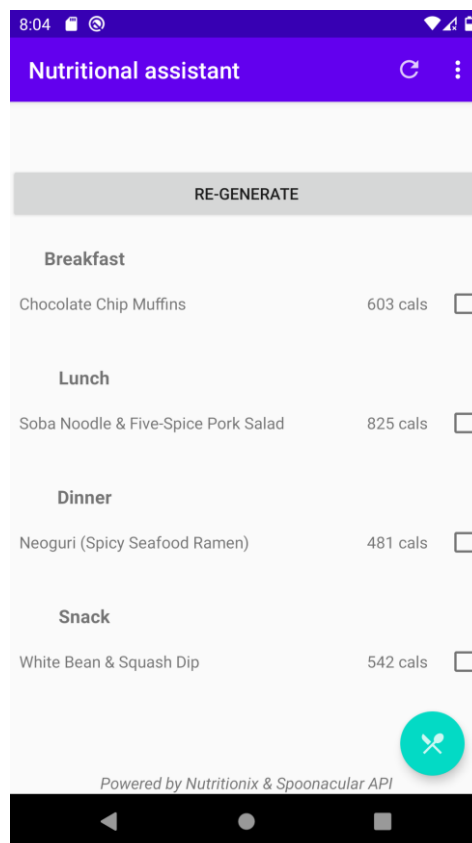 8:04
Nutritional assistant
RE-GENERATE
Breakfast
Chocolate Chip Muffins 603 cals
Lunch
Soba Noodle & Five-Spice Pork Salad 825 cals
Dinner
Neoguri (Spicy Seafood Ramen) 481 cals
Snack
White Bean & Squash Dip 542 cals
Powered by Nutritionix & Spoonacular API